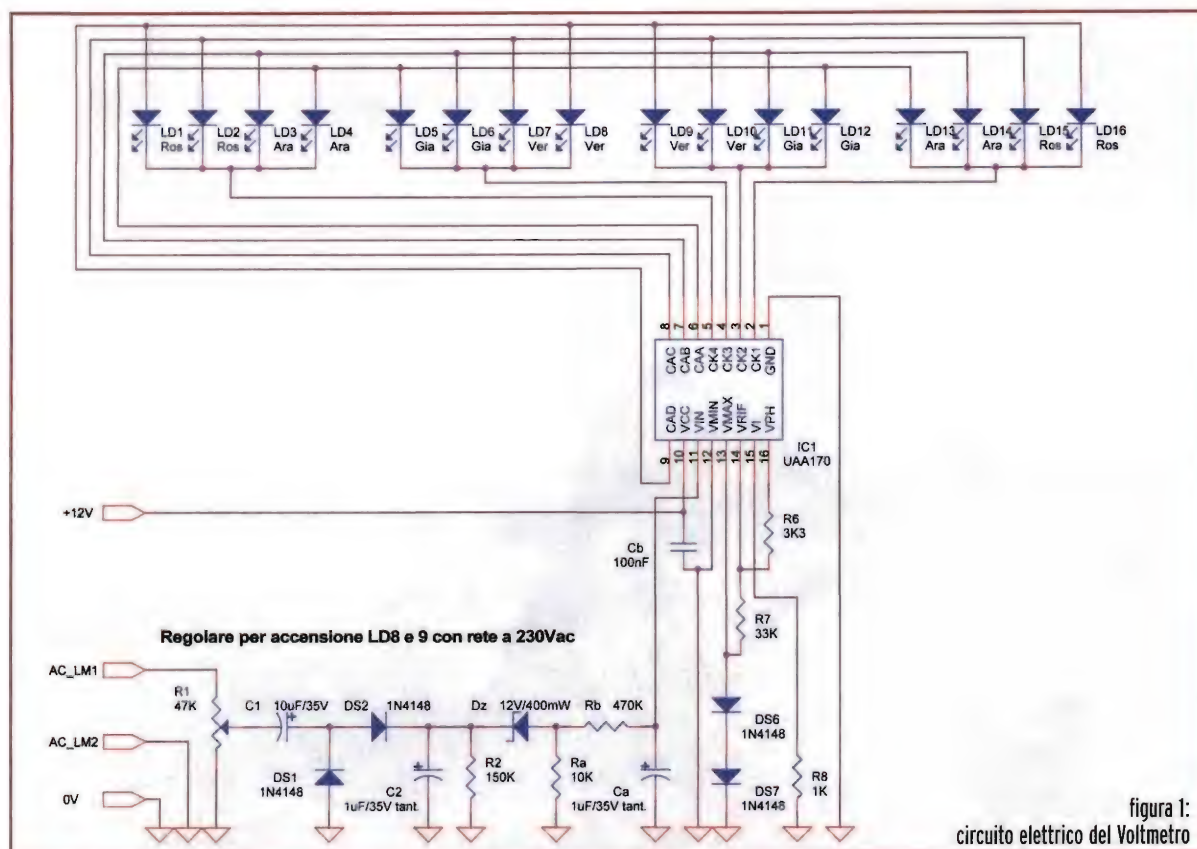 LD1 LD2 LD3 LD4 LD5 LD6 LD7 LD8 LD9 LD10 LD11 LD12 LD13 LD14 LD15 LD16
Ros Ros Ara Ara Gia Gia Ver Ver Ver Ver Gia Gia Ara Ara Ros Ros
8 7 6 5 4 3 2 1
CAC CAB CAA CK4 CK3 CK2 CK1 GND
CAD VCC VIN VMIN VMAX VRIF VI VPH
9 10 11 12 13 14 15 16
IC1
UAA170
+12V
Cb
100nF
R6
3K3
R7
33K
Regolare per accensione LD8 e 9 con rete a 230Vac
AC_LM1
R1
47K
C1 10uF/35V DS2 1N4148 Dz 12V/400mW Rb 470K
+
AC_LM2
DS6
1N4148
DS1
1N4148
+
C2
1uF/35V tant.
R2
150K
Ra
10K
+
Ca
1uF/35V tant.
DS7
1N4148
R8
1K
0V
figura 1:
circuito elettrico del Voltmetro